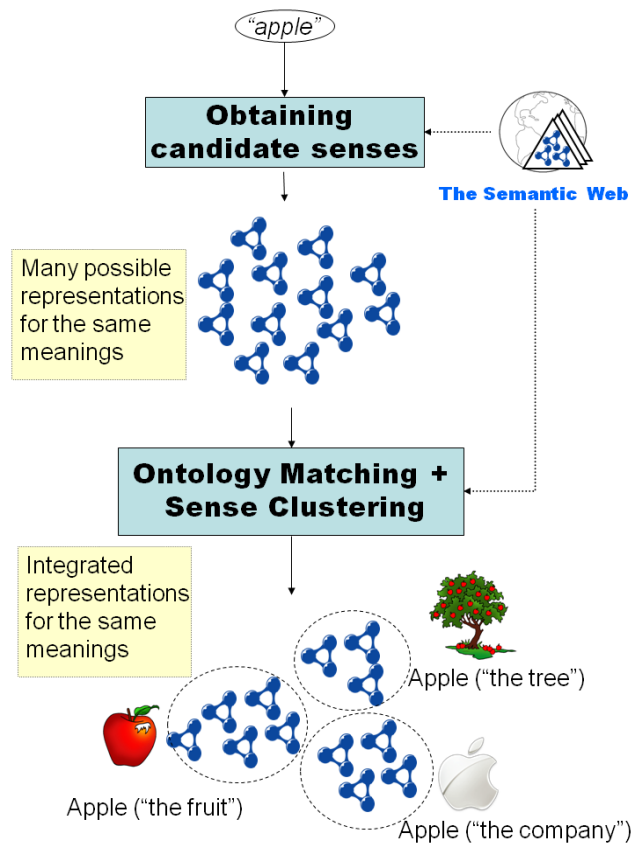 “apple”
Obtaining
candidate senses
The Semantic Web
Many possible
representations
for the same
meanings
Ontology Matching +
Sense Clustering
Integrated
representations
for the same
meanings
Apple (“the tree”)
Apple (“the fruit”)
Apple (“the company”)